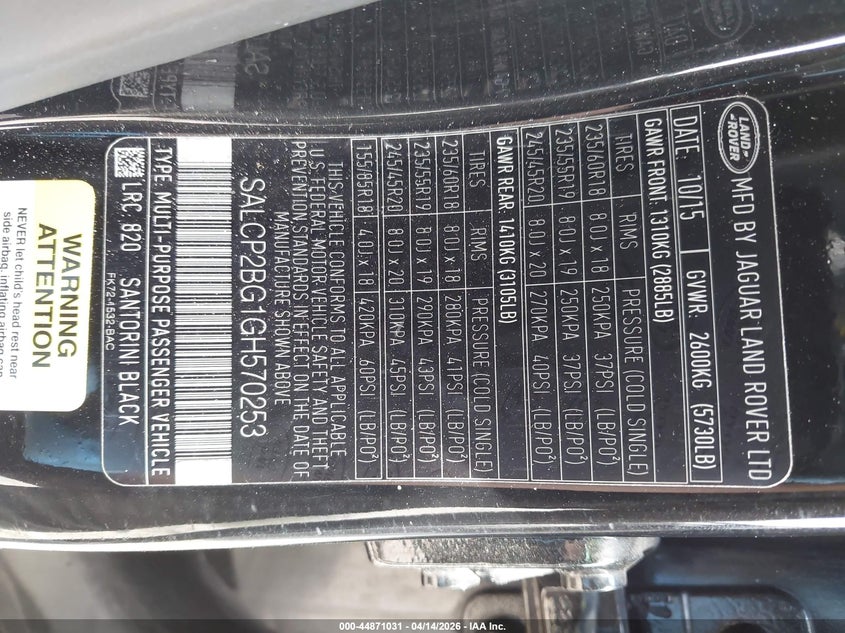 LAND
ROVER
MFD BY JAGUAR LAND ROVER LTD
DATE: 10/15 GVWR: 2600KG (5730LB)
GAWR FRONT: 1310KG (2885LB)
TIRES RIMS PRESSURE (COLD SINGLE)
235/60R18 8.0J x 18 250KPA 37PSI (LB/PO²)
235/55R19 8.0J x 19 250KPA 37PSI (LB/PO²)
245/45R20 8.0J x 20 270KPA 40PSI (LB/PO²)
GAWR REAR: 1410KG (3105LB)
TIRES RIMS PRESSURE (COLD SINGLE)
235/60R18 8.0J x 18 280KPA 41PSI (LB/PO²)
235/55R19 8.0J x 19 290KPA 43PSI (LB/PO²)
245/45R20 8.0J x 20 310KPA 45PSI (LB/PO²)
155/85R18 4.0J x 18 420KPA 60PSI (LB/PO²)
THIS VEHICLE CONFORMS TO ALL APPLICABLE
U.S. FEDERAL MOTOR VEHICLE SAFETY AND THEFT
PREVENTION STANDARDS IN EFFECT ON THE DATE OF
MANUFACTURE SHOWN ABOVE
SALCP2BG1GH570253
TYPE: MULTI-PURPOSE PASSENGER VEHICLE
LRC: 820 SANTORINI BLACK
FK72-1532-BAC
WARNING
ATTENTION
NEVER let child's head rest near
side airbag, inflating airbag can
000-44871031 - 04/14/2026 - IAA Inc.